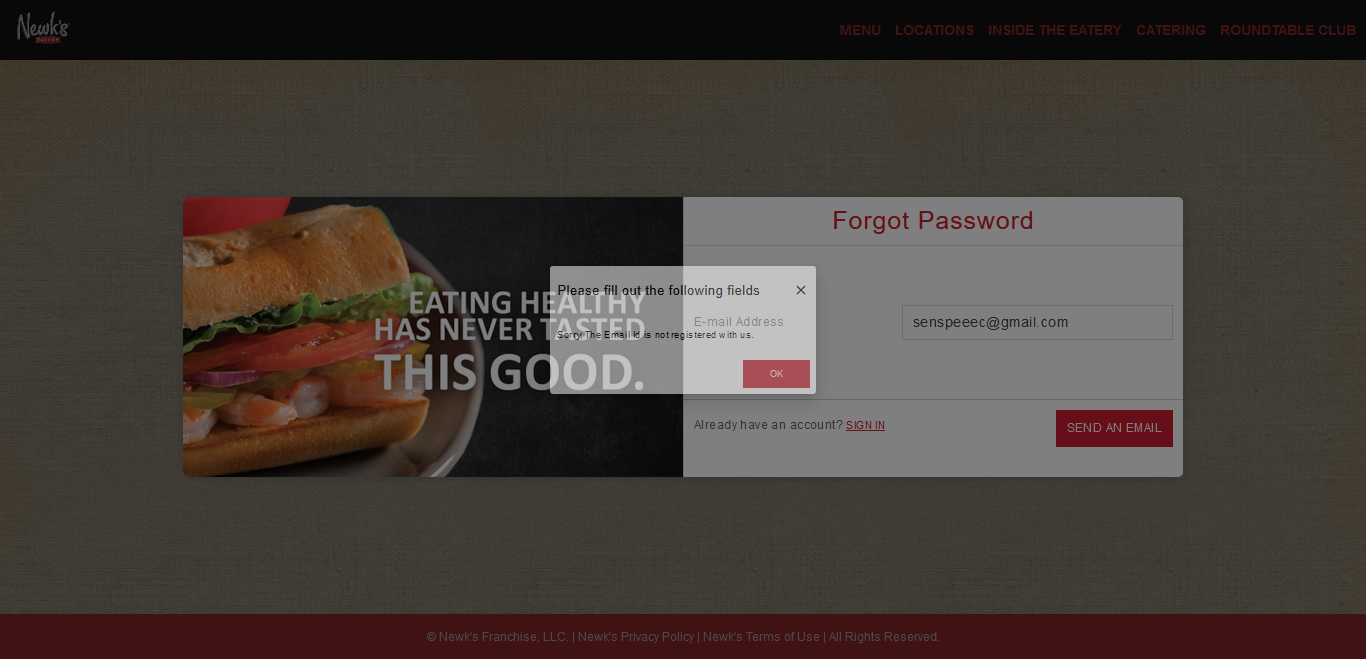 Newk's
EATERY
MENU LOCATIONS INSIDE THE EATERY CATERING ROUNDTABLE CLUB
EATING HEALTHY
HAS NEVER TASTED
THIS GOOD.
Forgot Password
E-mail Address
senspeeec@gmail.com
Already have an account? SIGN IN
SEND AN EMAIL
Please fill out the following fields
×
Sorry,The Email Id is not registered with us.
OK
© Newk's Franchise, LLC. | Newk's Privacy Policy | Newk's Terms of Use | All Rights Reserved.